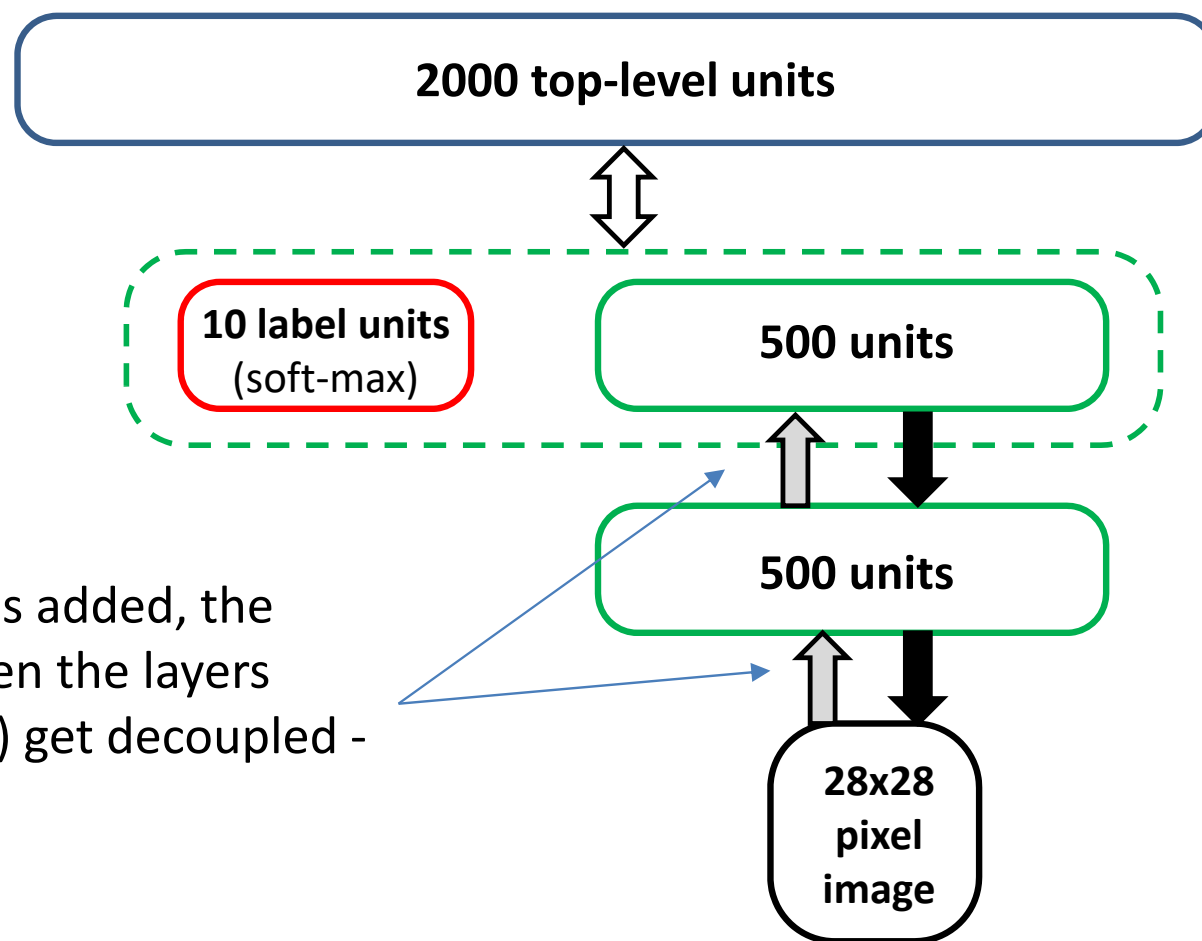 2000 top-level units
10 label units
(soft-max)
500 units
500 units
s added, the
en the layers
) get decoupled -
28x28
pixel
image